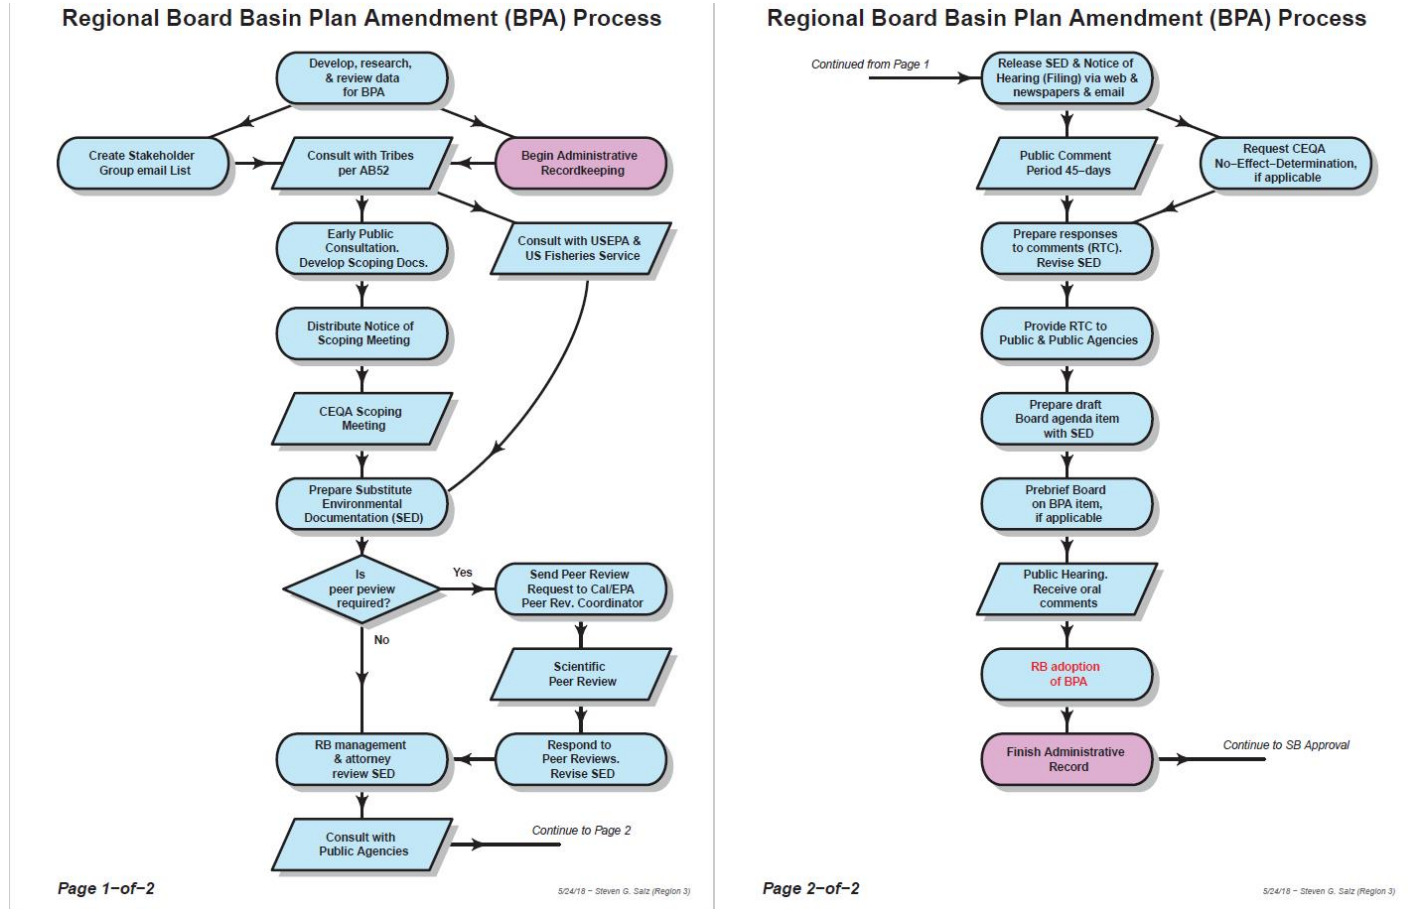 Regional Board Basin Plan Amendment (BPA) Process
Develop, research,
& review data
for BPA
Create Stakeholder
Group email List
Consult with Tribes
per AB52
Begin Administrative
Recordkeeping
Early Public
Consultation.
Develop Scoping Docs.
Consult with USEPA &
US Fisheries Service
Distribute Notice of
Scoping Meeting
CEQA Scoping
Meeting
Prepare Substitute
Environmental
Documentation (SED)
Is
peer peview
required?
Yes
No
Send Peer Review
Request to Cal/EPA
Peer Rev. Coordinator
Scientific
Peer Review
Respond to
Peer Reviews.
Revise SED
RB management
& attorney
review SED
Consult with
Public Agencies
Continue to Page 2
Page 1−of−2
5/24/18 − Steven G. Saiz (Region 3)
Regional Board Basin Plan Amendment (BPA) Process
Continued from Page 1
Release SED & Notice of
Hearing (Filing) via web &
newspapers & email
Public Comment
Period 45−days
Request CEQA
No−Effect−Determination,
if applicable
Prepare responses
to comments (RTC).
Revise SED
Provide RTC to
Public & Public Agencies
Prepare draft
Board agenda item
with SED
Prebrief Board
on BPA item,
if applicable
Public Hearing.
Receive oral
comments
RB adoption
of BPA
Finish Administrative
Record
Continue to SB Approval
Page 2−of−2
5/24/18 − Steven G. Saiz (Region 3)